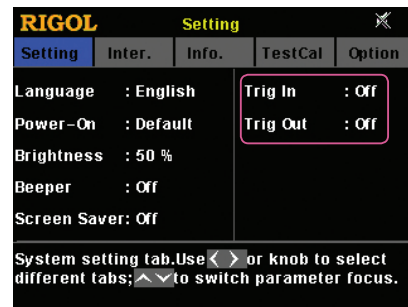 RIGOL Setting
Setting Inter. Info. TestCal Option
Language : English
Power-On : Default
Brightness : 50 %
Beeper : Off
Screen Saver: Off
Trig In : Off
Trig Out : Off
System setting tab.Use < > or knob to select
different tabs; ∧ ∨ to switch parameter focus.